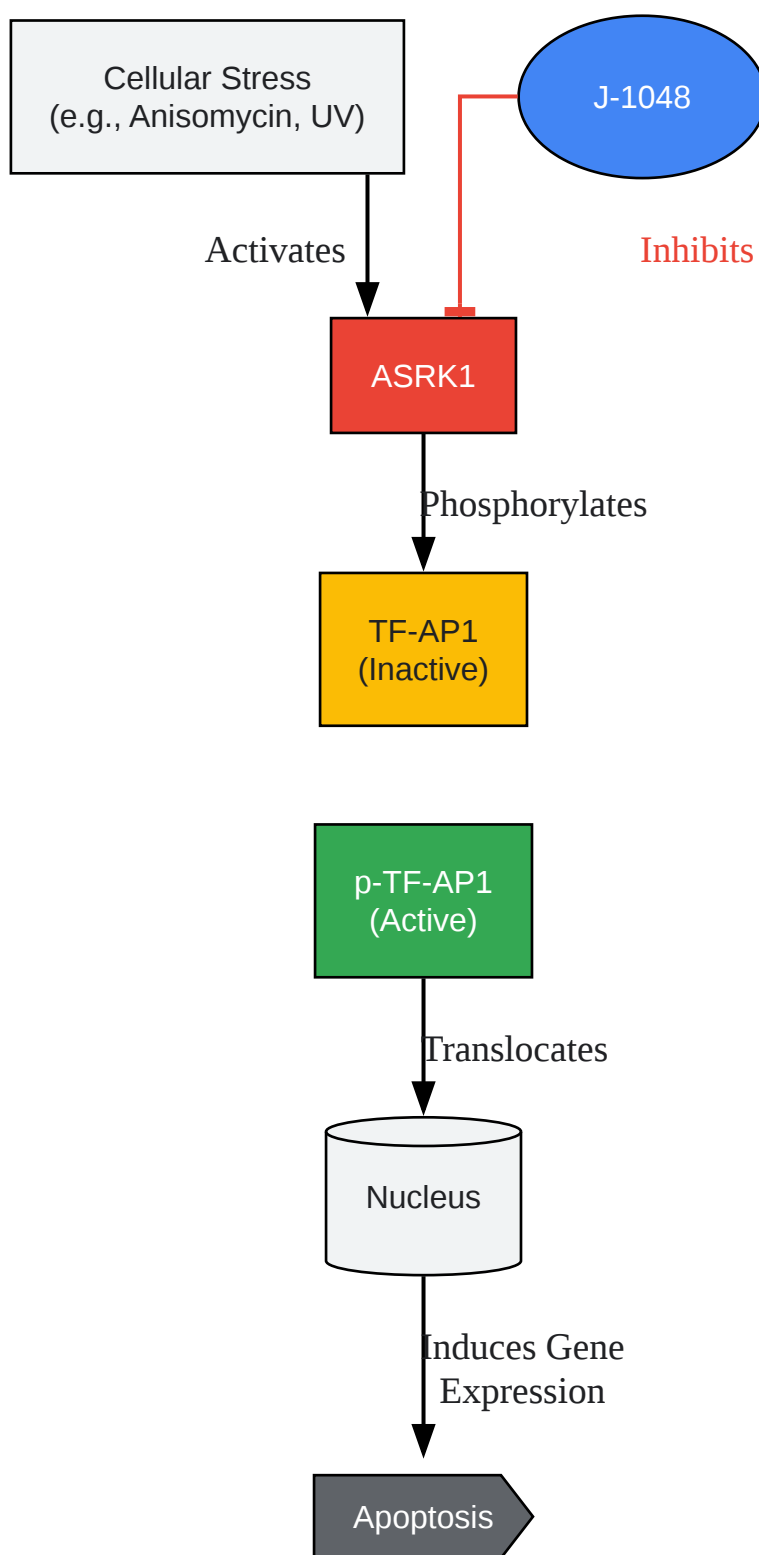 Cellular Stress
(e.g., Anisomycin, UV)
J-1048
Activates
Inhibits
ASRK1
Phosphorylates
TF-AP1
(Inactive)
p-TF-AP1
(Active)
Translocates
Nucleus
Induces Gene
Expression
Apoptosis